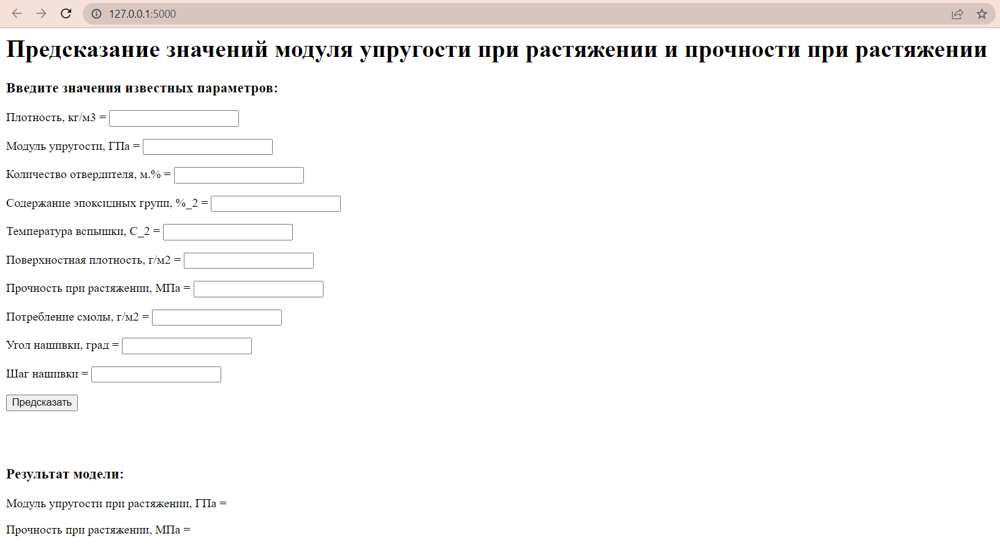 127.0.0.1:5000
Предсказание значений модуля упругости при растяжении и прочности при растяжении
Введите значения известных параметров:
Плотность, кг/м3 =
Модуль упругости, ГПа =
Количество отвердителя, м.% =
Содержание эпоксидных групп, %_2 =
Температура вспышки, С_2 =
Поверхностная плотность, г/м2 =
Прочность при растяжении, МПа =
Потребление смолы, г/м2 =
Угол нашивки, град =
Шаг нашивки =
Предсказать
Результат модели:
Модуль упругости при растяжении, ГПа =
Прочность при растяжении, МПа =